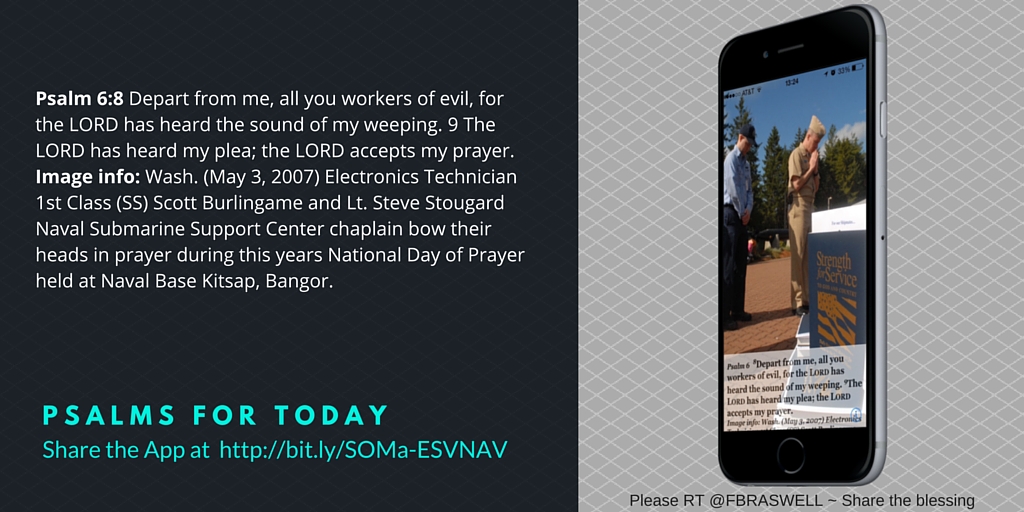 Psalm 6:8 Depart from me, all you workers of evil, for
the LORD has heard the sound of my weeping. 9 The
LORD has heard my plea; the LORD accepts my prayer.
Image info: Wash. (May 3, 2007) Electronics Technician
1st Class (SS) Scott Burlingame and Lt. Steve Stougard
Naval Submarine Support Center chaplain bow their
heads in prayer during this years National Day of Prayer
held at Naval Base Kitsap, Bangor.
PSALMS FOR TODAY
Share the App at http://bit.ly/SOMa-ESVNAV
AT&T 13:24 33%
Strength
for Service
Psalm 6 8Depart from me, all you
workers of evil, for the LORD has
heard the sound of my weeping. 9The
LORD has heard my plea; the LORD
accepts my prayer.
Image info: Wash. (May 3, 2007) Electronics
Please RT @FBRASWELL ~ Share the blessing